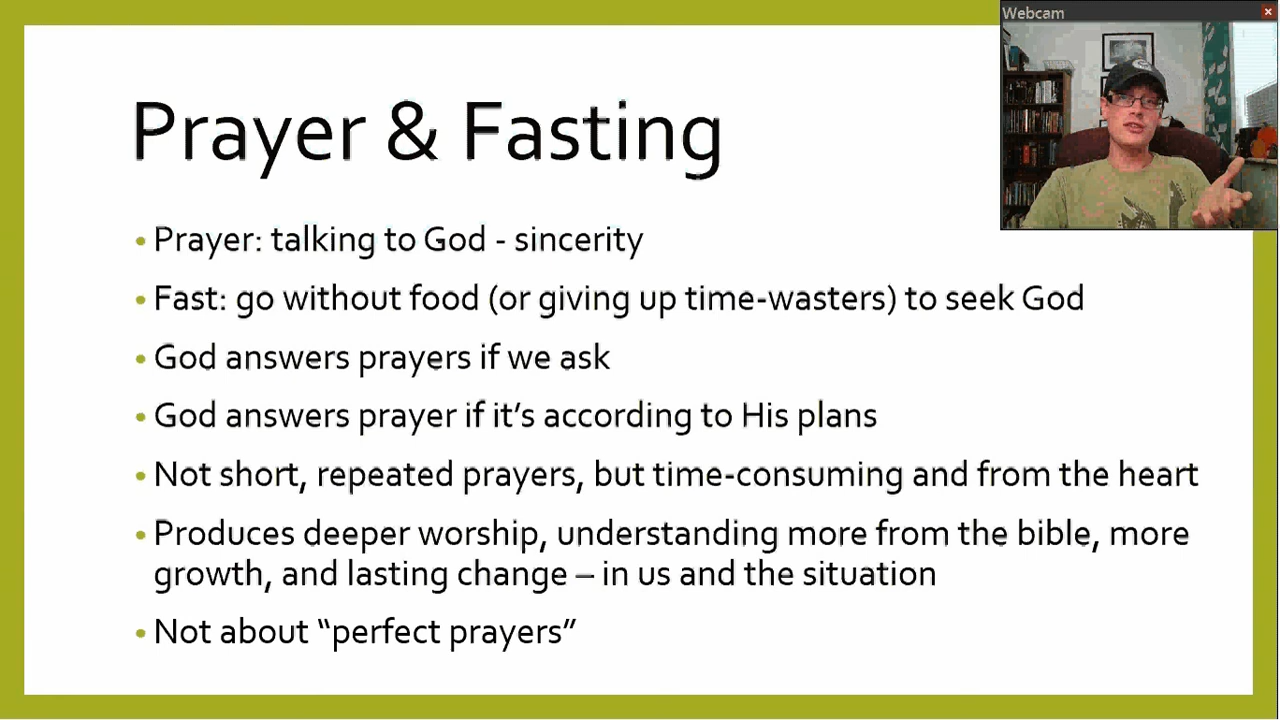 Webcam
Prayer & Fasting
• Prayer: talking to God - sincerity
• Fast: go without food (or giving up time-wasters) to seek God
• God answers prayers if we ask
• God answers prayer if it’s according to His plans
• Not short, repeated prayers, but time-consuming and from the heart
• Produces deeper worship, understanding more from the bible, more
growth, and lasting change – in us and the situation
• Not about “perfect prayers”